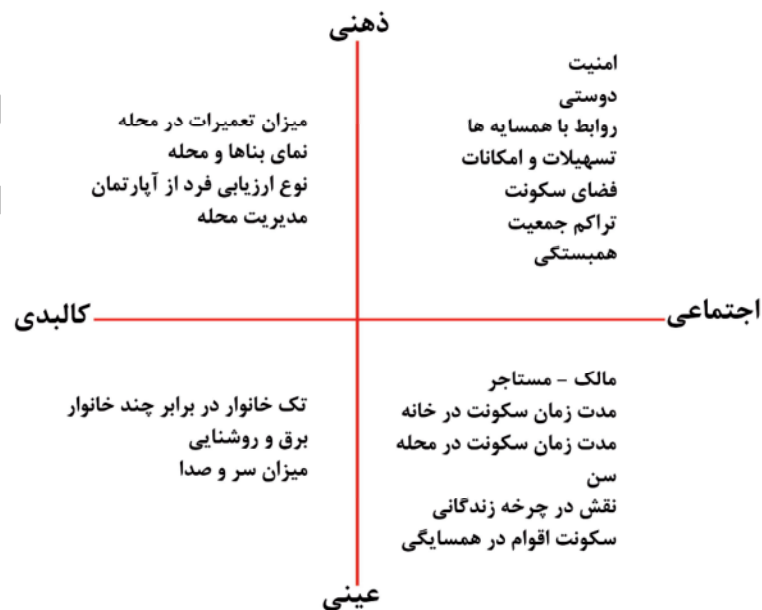 ذهنی
امنیت
دوستی
روابط با همسایه ها
تسهیلات و امکانات
فضای سکونت
تراکم جمعیت
همبستگی
میزان تعمیرات در محله
نمای بناها و محله
نوع ارزیابی فرد از آپارتمان
مدیریت محله
اجتماعی
کالبدی
مالک - مستاجر
مدت زمان سکونت در خانه
مدت زمان سکونت در محله
سن
نقش در چرخه زندگانی
سکونت اقوام در همسایگی
تک خانوار در برابر چند خانوار
برق و روشنایی
میزان سر و صدا
عینی